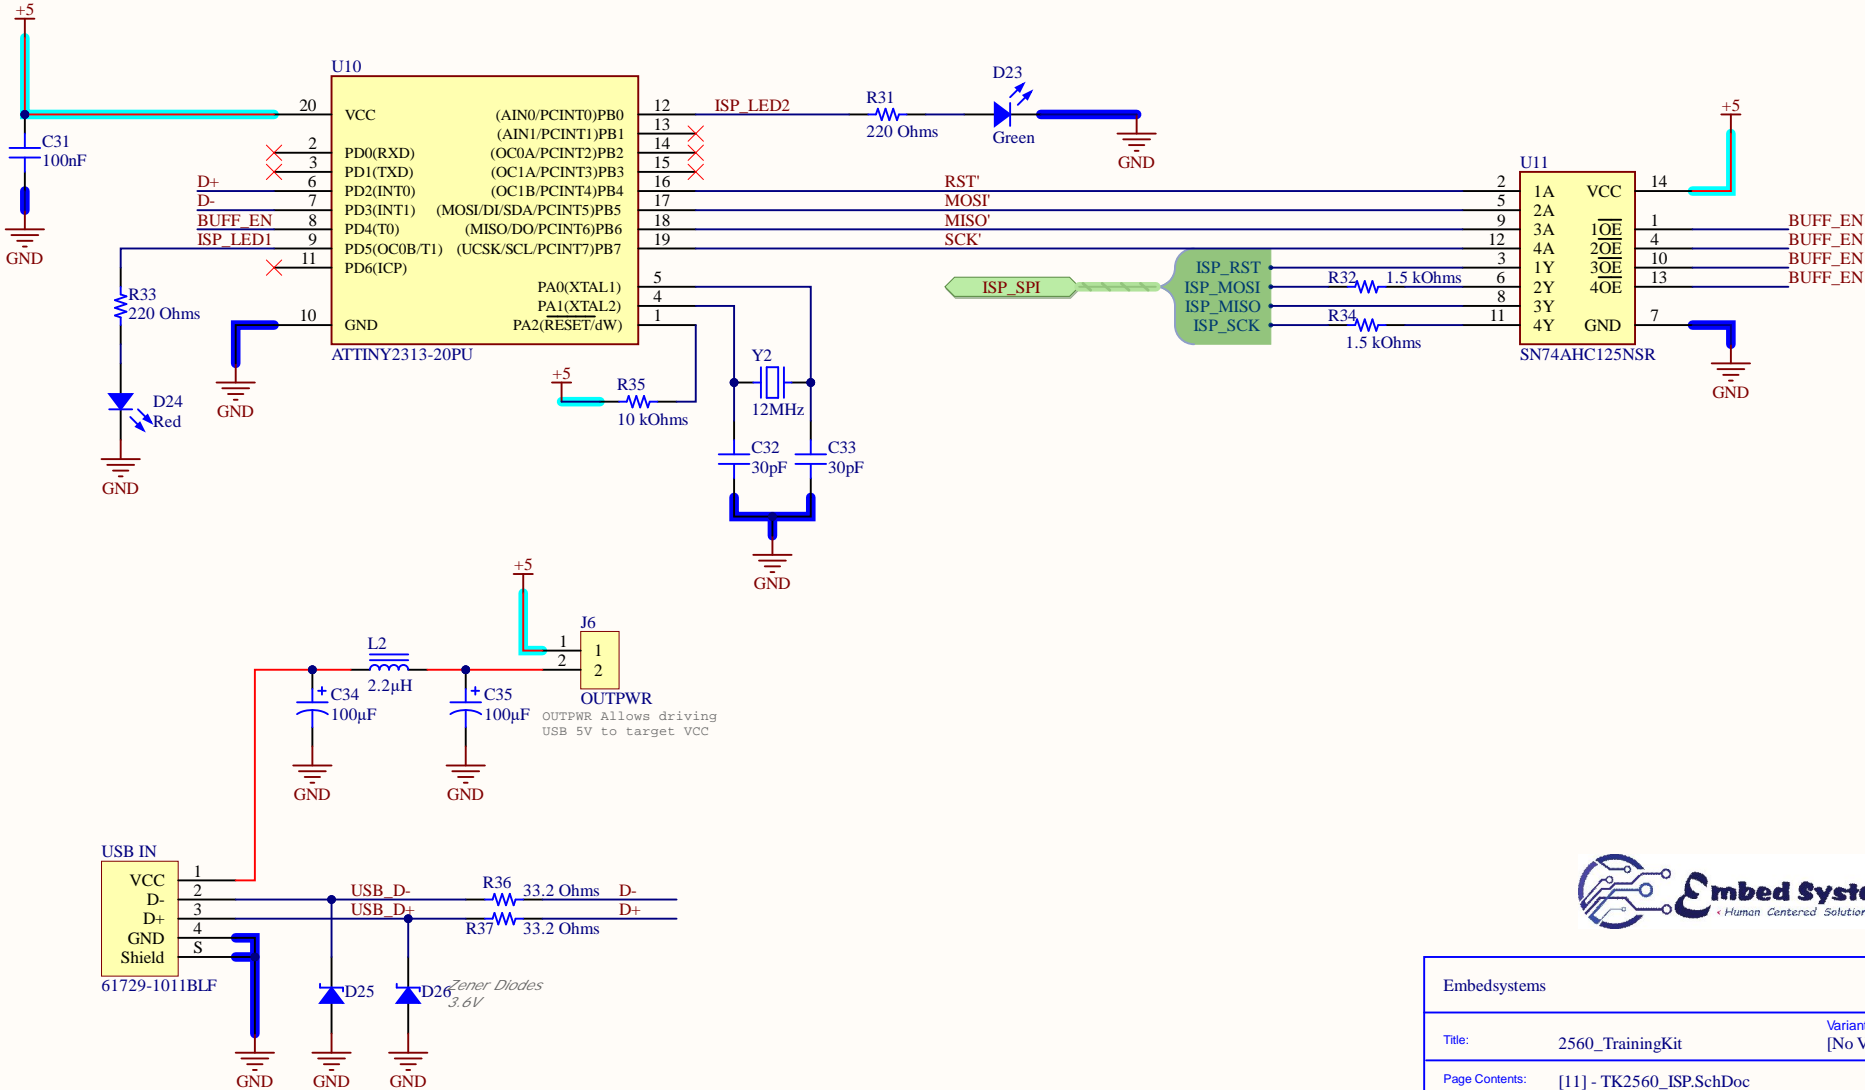 +5
C31
100nF
GND
U10
20 VCC
2 PD0(RXD)
3 PD1(TXD)
D+ 6 PD2(INT0)
D- 7 PD3(INT1)
BUFF_EN 8 PD4(T0)
ISP_LED1 9 PD5(OC0B/T1)
11 PD6(ICP)
10 GND
(AIN0/PCINT0)PB0 12 ISP_LED2
(AIN1/PCINT1)PB1 13
(OC0A/PCINT2)PB2 14
(OC1A/PCINT3)PB3 15
(OC1B/PCINT4)PB4 16 RST'
(MOSI/DI/SDA/PCINT5)PB5 17 MOSI'
(MISO/DO/PCINT6)PB6 18 MISO'
(UCSK/SCL/PCINT7)PB7 19 SCK'
PA0(XTAL1) 5
PA1(XTAL2) 4
PA2(RESET/dW) 1
ATTINY2313-20PU
R31
220 Ohms
D23
Green
GND
R33
220 Ohms
D24
Red
GND
GND
+5
R35
10 kOhms
Y2
12MHz
C32
30pF
C33
30pF
GND
ISP_SPI
ISP_RST
ISP_MOSI
ISP_MISO
ISP_SCK
R32 1.5 kOhms
R34
1.5 kOhms
U11
2 1A
5 2A
9 3A
12 4A
3 1Y
6 2Y
8 3Y
11 4Y
VCC 14
1OE 1 BUFF_EN
2OE 4 BUFF_EN
3OE 10 BUFF_EN
4OE 13 BUFF_EN
GND 7
SN74AHC125NSR
+5
GND
+5
J6
1 1
2 2
OUTPWR
OUTPWR Allows driving
USB 5V to target VCC
L2
2.2µH
C34
100µF
C35
100µF
+
+
GND
GND
USB IN
VCC 1
D- 2
D+ 3
GND 4
Shield S
61729-1011BLF
USB_D- R36 33.2 Ohms D-
USB_D+ R37 33.2 Ohms D+
D25
D26
Zener Diodes
3.6V
GND
GND
GND
Embed Syste
< Human Centered Solution
Embedsystems
Title: 2560_TrainingKit
Variant
[No V
Page Contents: [11] - TK2560_ISP.SchDoc